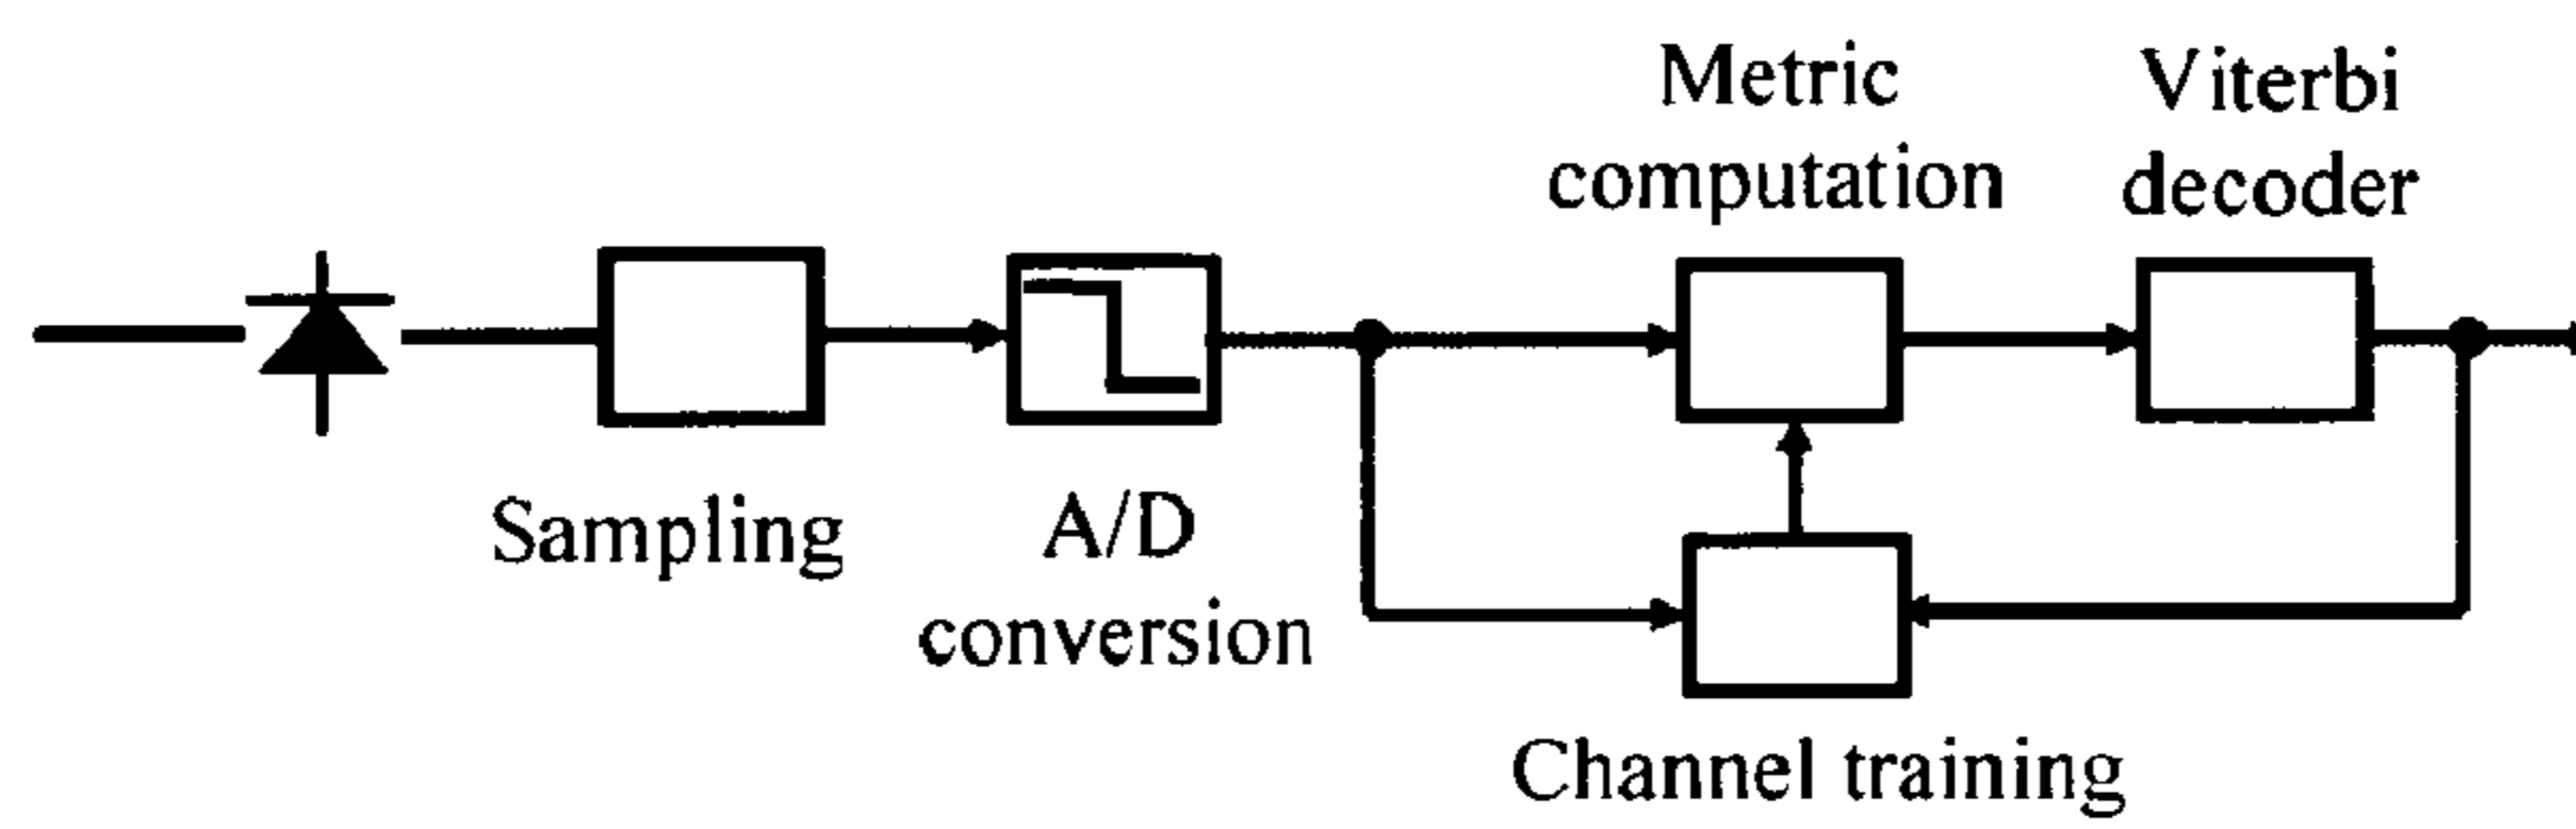 Metric
computation
Viterbi
decoder
Sampling
A/D
conversion
Channel training